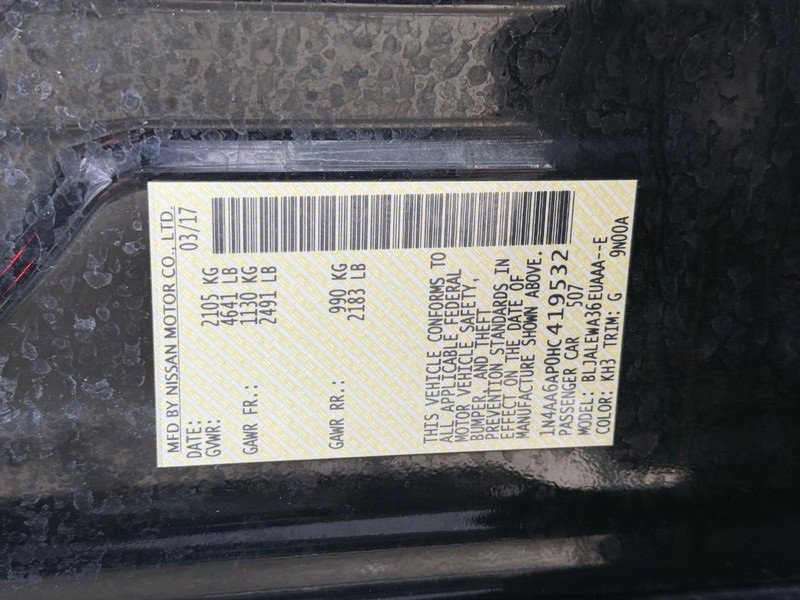 MFD BY NISSAN MOTOR CO., LTD.
DATE: 03/17
GVWR: 2105 KG
4641 LB
GAWR FR.: 1130 KG
2491 LB
GAWR RR.: 990 KG
2183 LB
THIS VEHICLE CONFORMS TO
ALL APPLICABLE FEDERAL
MOTOR VEHICLE SAFETY,
BUMPER, AND THEFT
PREVENTION STANDARDS IN
EFFECT ON THE DATE OF
MANUFACTURE SHOWN ABOVE.
1N4AA6AP0HC419532
PASSENGER CAR 507
MODEL: BLJALEWA36EUAAA--E
COLOR: KH3 TRIM: G 9N00A